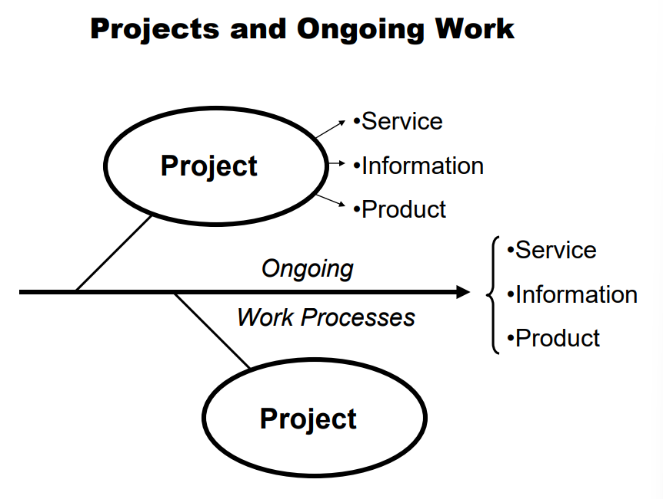 Projects and Ongoing Work
Project
•Service
•Information
•Product
Ongoing
Work Processes
•Service
•Information
•Product
Project